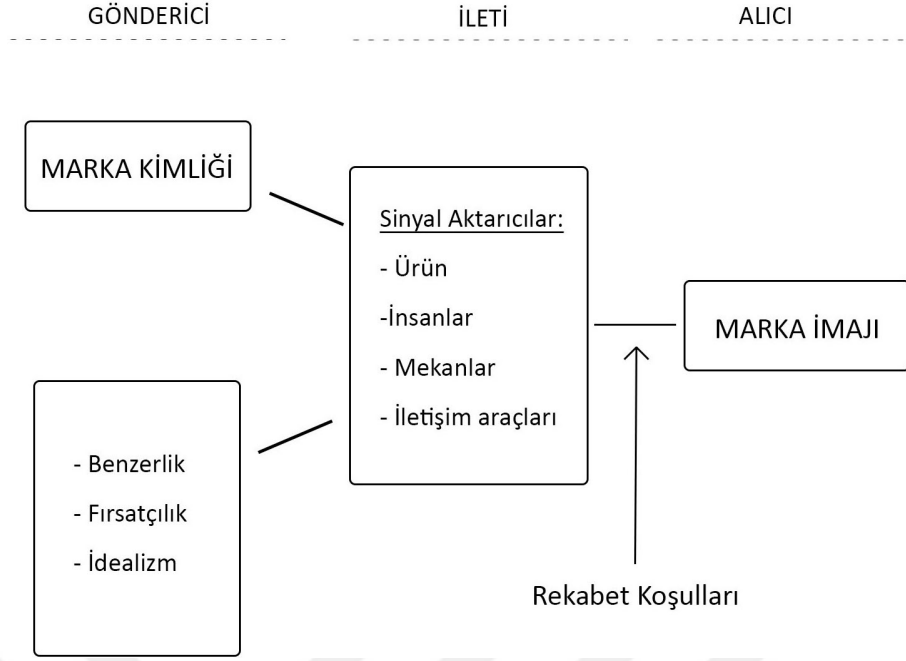 GÖNDERİCİ
İLETİ
ALICI
MARKA KİMLİĞİ
Sinyal Aktarıcılar:
- Ürün
-İnsanlar
- Mekanlar
- İletişim araçları
MARKA İMAJI
- Benzerlik
- Fırsatçılık
- İdealizm
Rekabet Koşulları